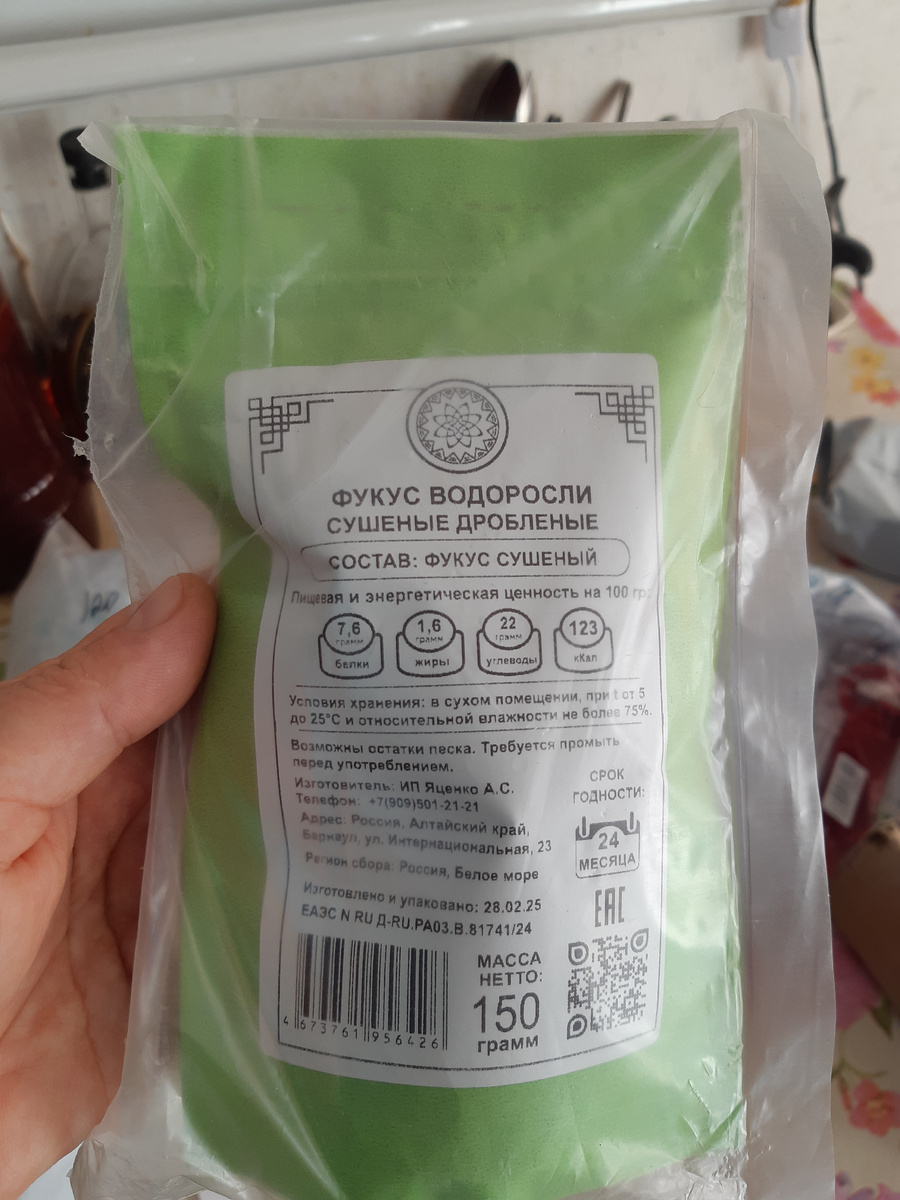 ФУКУС ВОДОРОСЛИ
СУШЕНЫЕ ДРОБЛЕНЫЕ
СОСТАВ: ФУКУС СУШЕНЫЙ
Пищевая и энергетическая ценность на 100 гр:
7,6 грамм белки
1,6 грамм жиры
22 грамм углеводы
123 кКал
Условия хранения: в сухом помещении, при t от 5
до 25°С и относительной влажности не более 75%.
Возможны остатки песка. Требуется промыть
перед употреблением.
Изготовитель: ИП Яценко А.С.
Телефон: +7(909)501-21-21
Адрес: Россия, Алтайский край,
Барнаул, ул. Интернациональная, 23
Регион сбора: Россия, Белое море
Изготовлено и упаковано: 28.02.25
ЕАЭС N RU Д-RU.РА03.В.81741/24
СРОК
ГОДНОСТИ:
24
МЕСЯЦА
EAC
МАССА
НЕТТО:
150
грамм
4 673761 956426